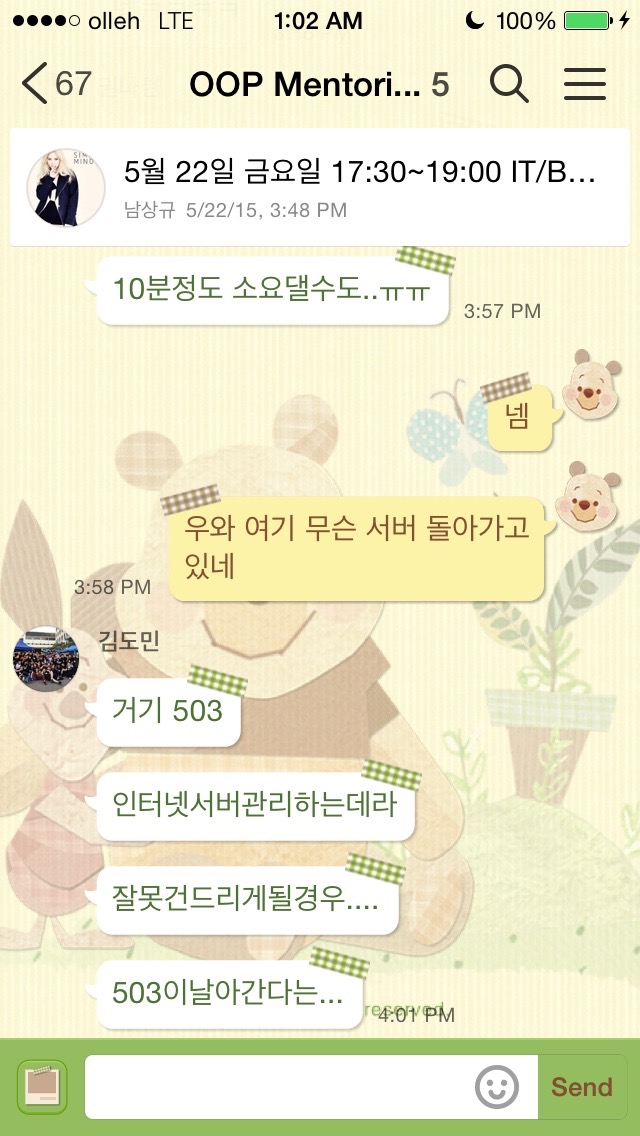 olleh LTE 1:02 AM 100%
67 OOP Mentori... 5
5월 22일 금요일 17:30~19:00 IT/B...
남상규 5/22/15, 3:48 PM
10분정도 소요댈수도..ㅠㅠ
3:57 PM
넴
우와 여기 무슨 서버 돌아가고
있네
3:58 PM
김도민
거기 503
인터넷서버관리하는데라
잘못건드리게될경우....
503이날아간다는...
reserved
4:01 PM
Send